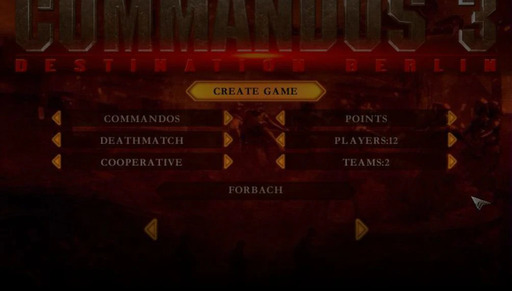 COMMANDOS 3
DESTINATION BERLIN
CREATE GAME
COMMANDOS
POINTS
DEATHMATCH
PLAYERS:12
COOPERATIVE
TEAMS:2
FORBACH